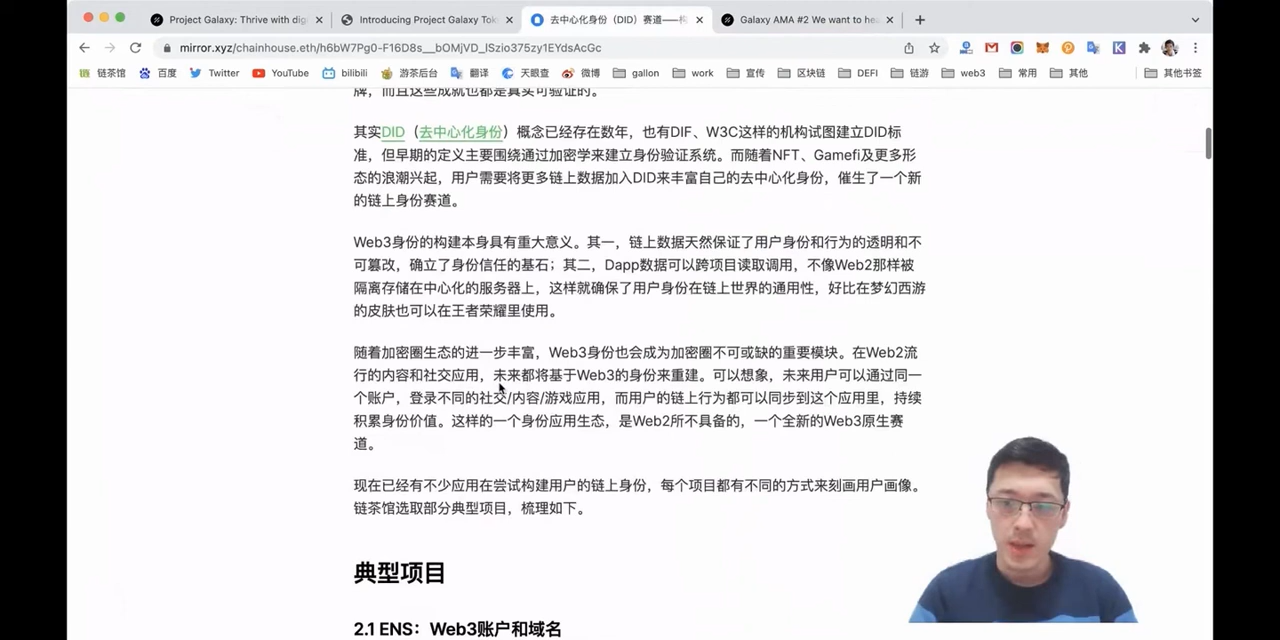 Project Galaxy: Thrive with dig
Introducing Project Galaxy Tok
去中心化身份（DID）赛道——构
Galaxy AMA #2 We want to hea
mirror.xyz/chainhouse.eth/h6bW7Pg0-F16D8s__bOMjVD_lSzio375zy1EYdsAcGc
链茶馆 百度 Twitter YouTube bilibili 游茶后台 翻译 天眼查 微博 gallon work 宣传 区块链 DEFI 链游 web3 常用 其他 其他书签
牌，而且这些成就也都是真实可验证的。
其实DID（去中心化身份）概念已经存在数年，也有DIF、W3C这样的机构试图建立DID标
准，但早期的定义主要围绕通过加密学来建立身份验证系统。而随着NFT、Gamefi及更多形
态的浪潮兴起，用户需要将更多链上数据加入DID来丰富自己的去中心化身份，催生了一个新
的链上身份赛道。
Web3身份的构建本身具有重大意义。其一，链上数据天然保证了用户身份和行为的透明和不
可篡改，确立了身份信任的基石；其二，Dapp数据可以跨项目读取调用，不像Web2那样被
隔离存储在中心化的服务器上，这样就确保了用户身份在链上世界的通用性，好比在梦幻西游
的皮肤也可以在王者荣耀里使用。
随着加密圈生态的进一步丰富，Web3身份也会成为加密圈不可或缺的重要模块。在Web2流
行的内容和社交应用，未来都将基于Web3的身份来重建。可以想象，未来用户可以通过同一
个账户，登录不同的社交/内容/游戏应用，而用户的链上行为都可以同步到这个应用里，持续
积累身份价值。这样的一个身份应用生态，是Web2所不具备的，一个全新的Web3原生赛
道。
现在已经有不少应用在尝试构建用户的链上身份，每个项目都有不同的方式来刻画用户画像。
链茶馆选取部分典型项目，梳理如下。
典型项目
2.1 ENS：Web3账户和域名